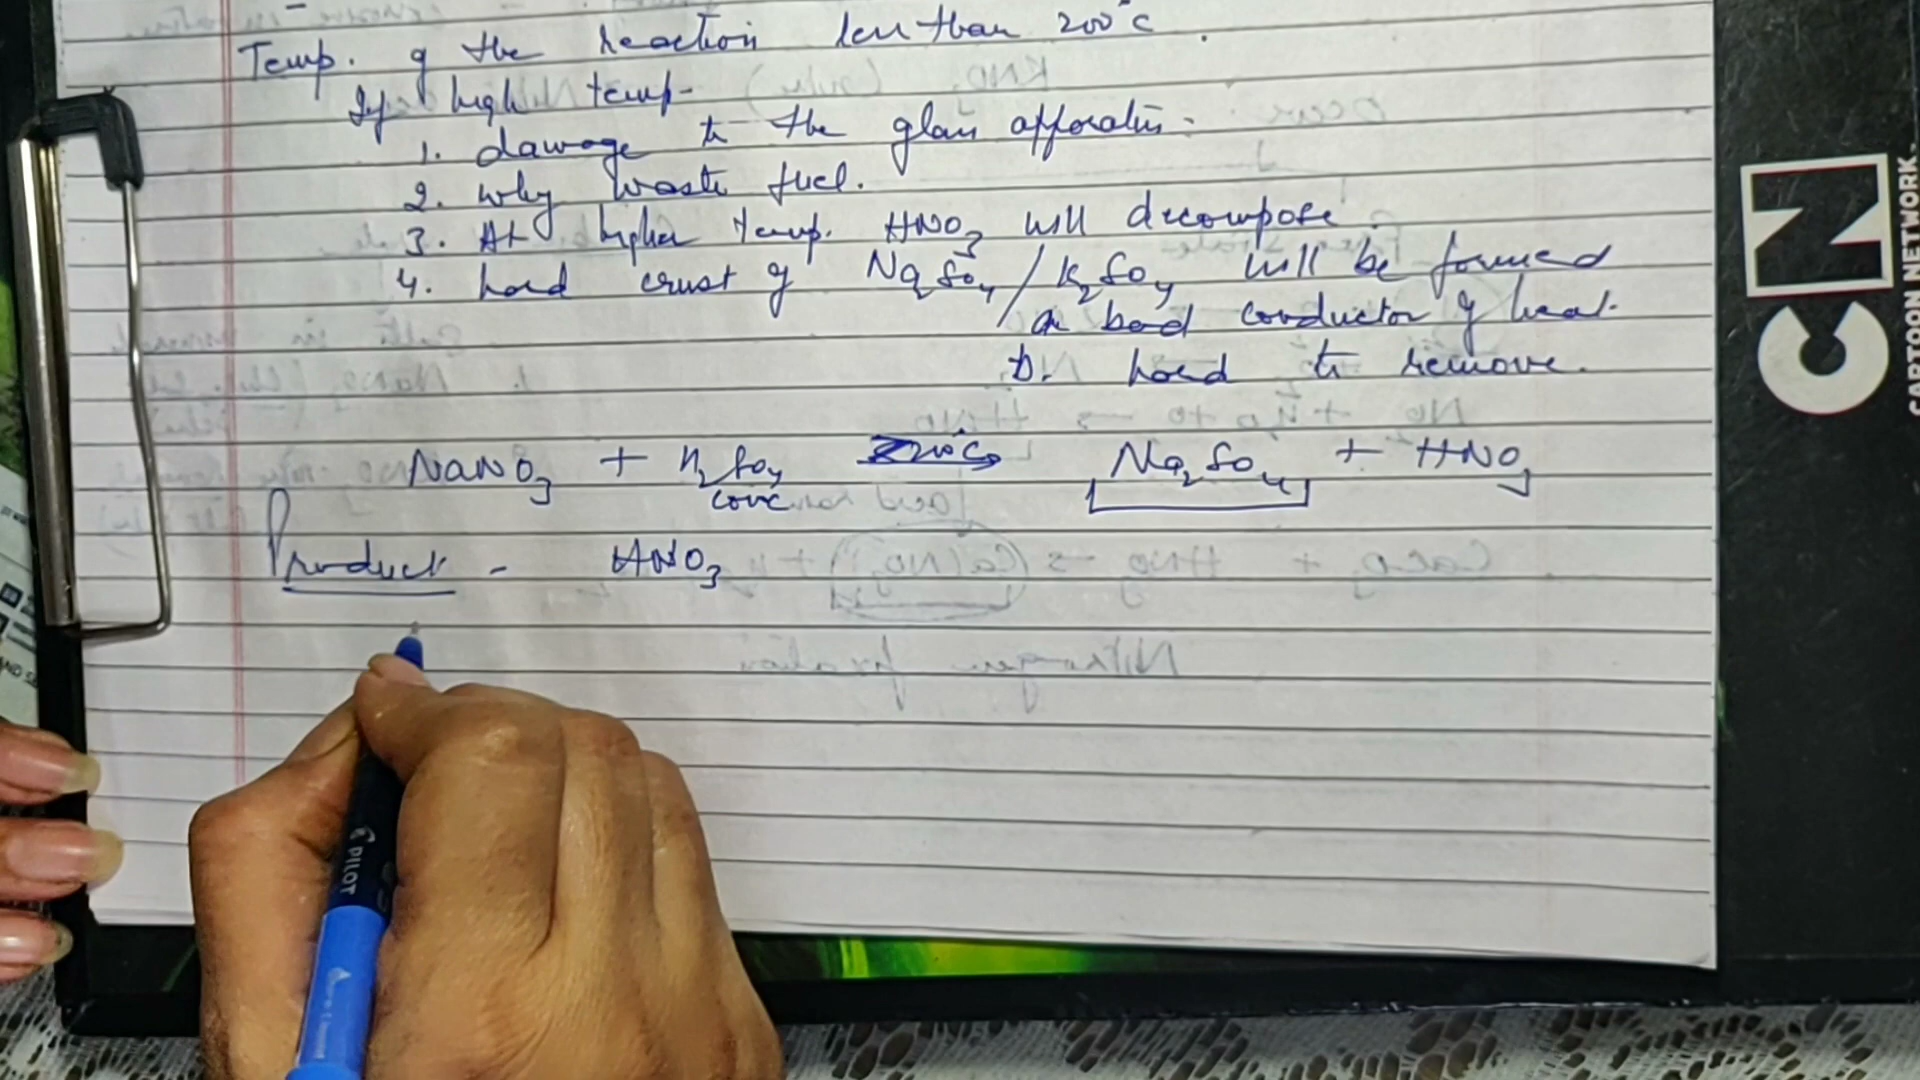 Temp. of the reaction less than 200°C.
If high temp-
1. damage to the glass apparatus.
2. why waste fuel.
3. At higher temp. HNO3 will decompose.
4. hard crust of Na2SO4/K2SO4 will be formed
a bad conductor of heat.
b. hard to remove.
NaNO3 + H2SO4 Na2SO4 + HNO3
conc
Product - HNO3
CN
CARTOON NETWORK.
PILOT